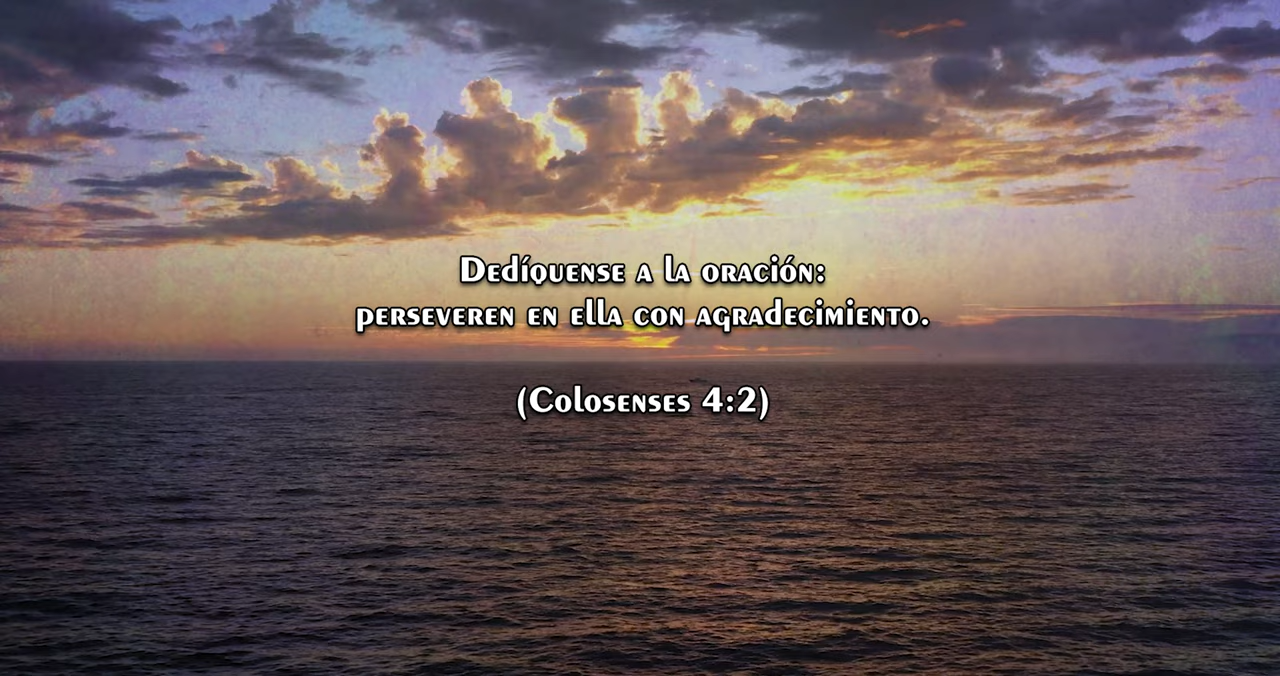 Dedíquense a la oración:
perseveren en ella con agradecimiento.
(Colosenses 4:2)